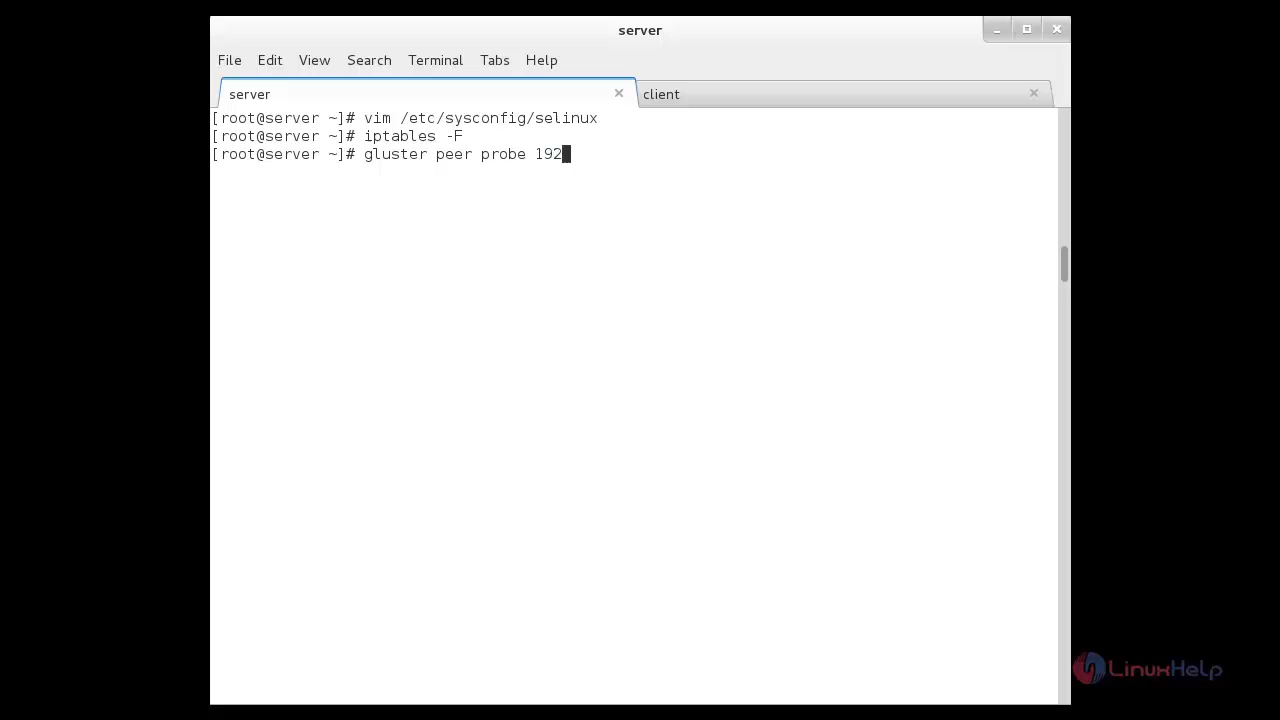 server
File Edit View Search Terminal Tabs Help
server client
[root@server ~]# vim /etc/sysconfig/selinux
[root@server ~]# iptables -F
[root@server ~]# gluster peer probe 192
LinuxHelp